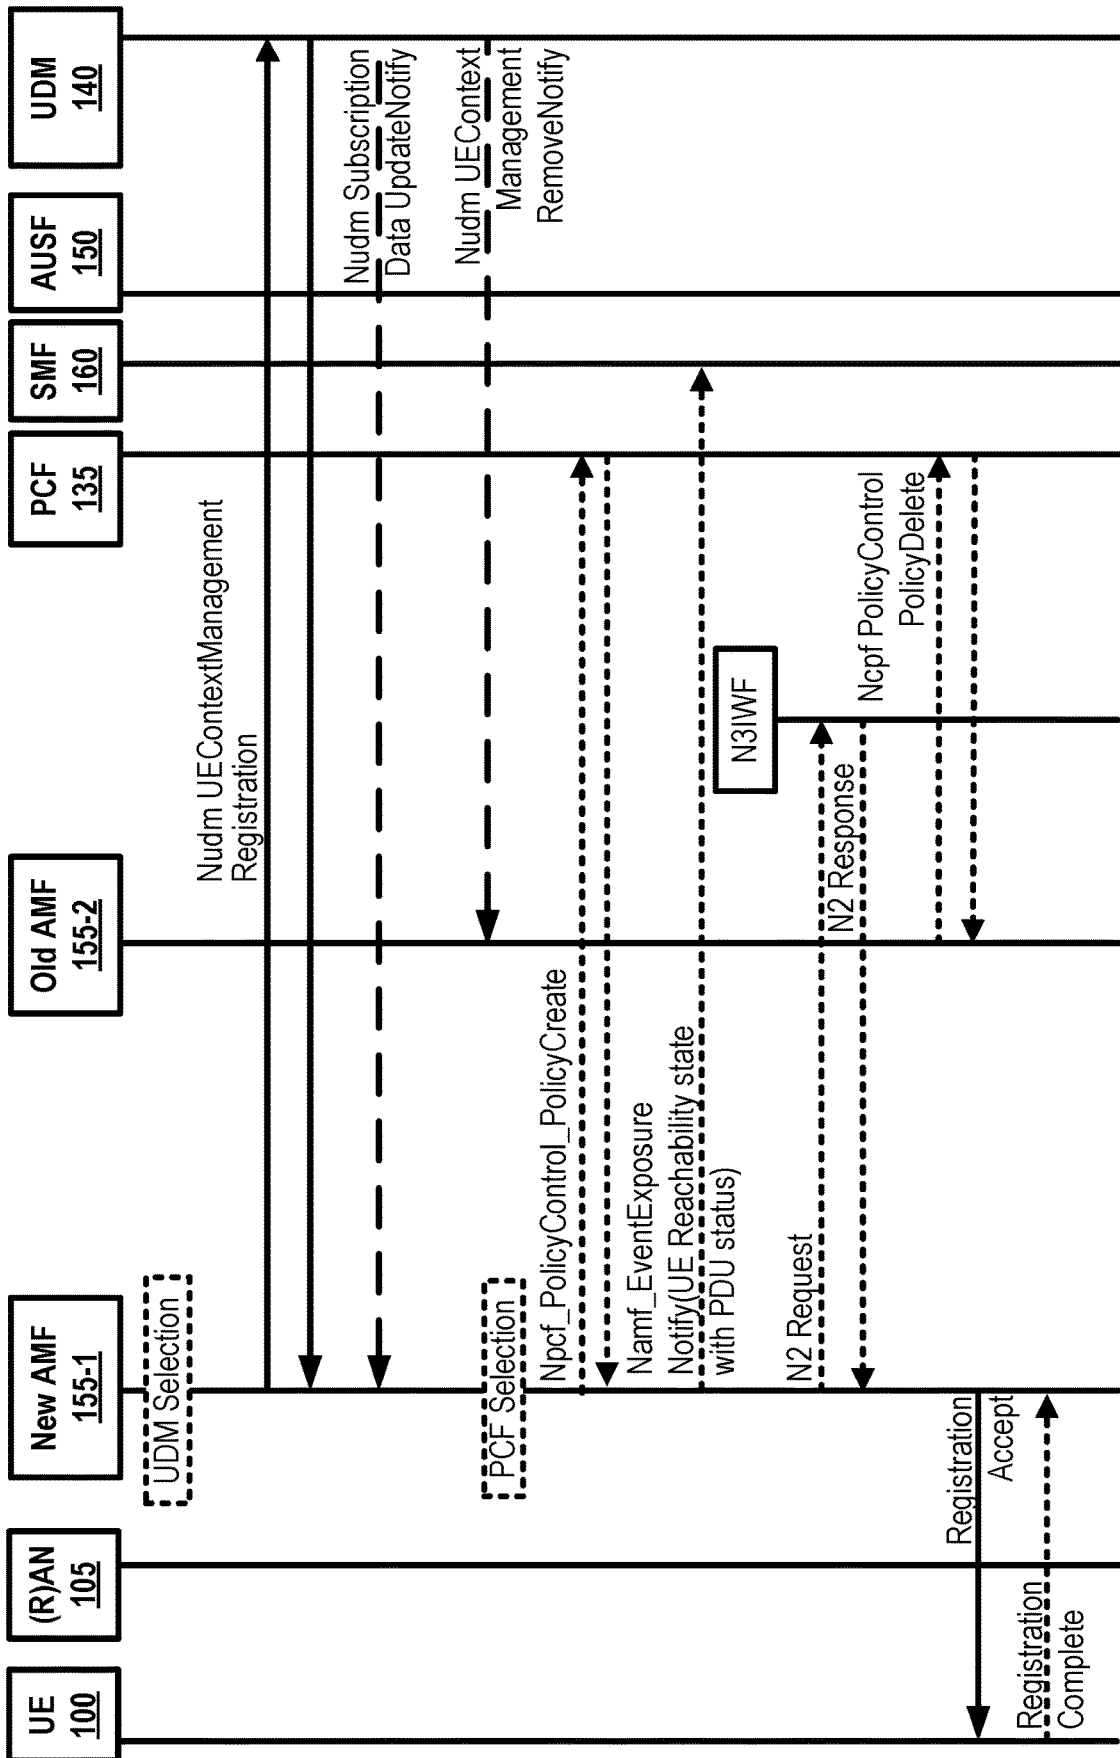 UE
100
(R)AN
105
New AMF
155-1
Old AMF
155-2
PCF
135
SMF
160
AUSF
150
UDM
140
UDM Selection
Nudm UEContextManagement
Registration
Nudm Subscription
Data UpdateNotify
Nudm UEContext
Management
RemoveNotify
PCF Selection
Npcf_PolicyControl_PolicyCreate
Namf_EventExposure
Notify(UE Reachability state
with PDU status)
N3IWF
N2 Request
N2 Response
Ncpf PolicyControl
PolicyDelete
Registration
Accept
Registration
Complete